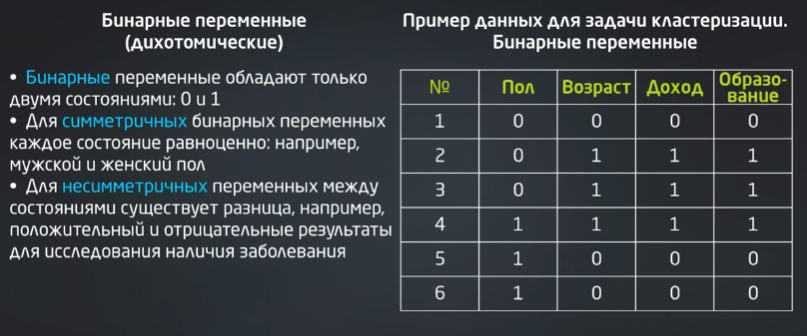 Бинарные переменные
(дихотомические)
• Бинарные переменные обладают только
двумя состояниями: 0 и 1
• Для симметричных бинарных переменных
каждое состояние равноценно: например,
мужской и женский пол
• Для несимметричных переменных между
состояниями существует разница, например,
положительный и отрицательные результаты
для исследования наличия заболевания
Пример данных для задачи кластеризации.
Бинарные переменные
№ Пол Возраст Доход Образо-
вание
1 0 0 0 0
2 0 1 1 1
3 0 1 1 1
4 1 1 1 1
5 1 0 0 0
6 1 0 0 0